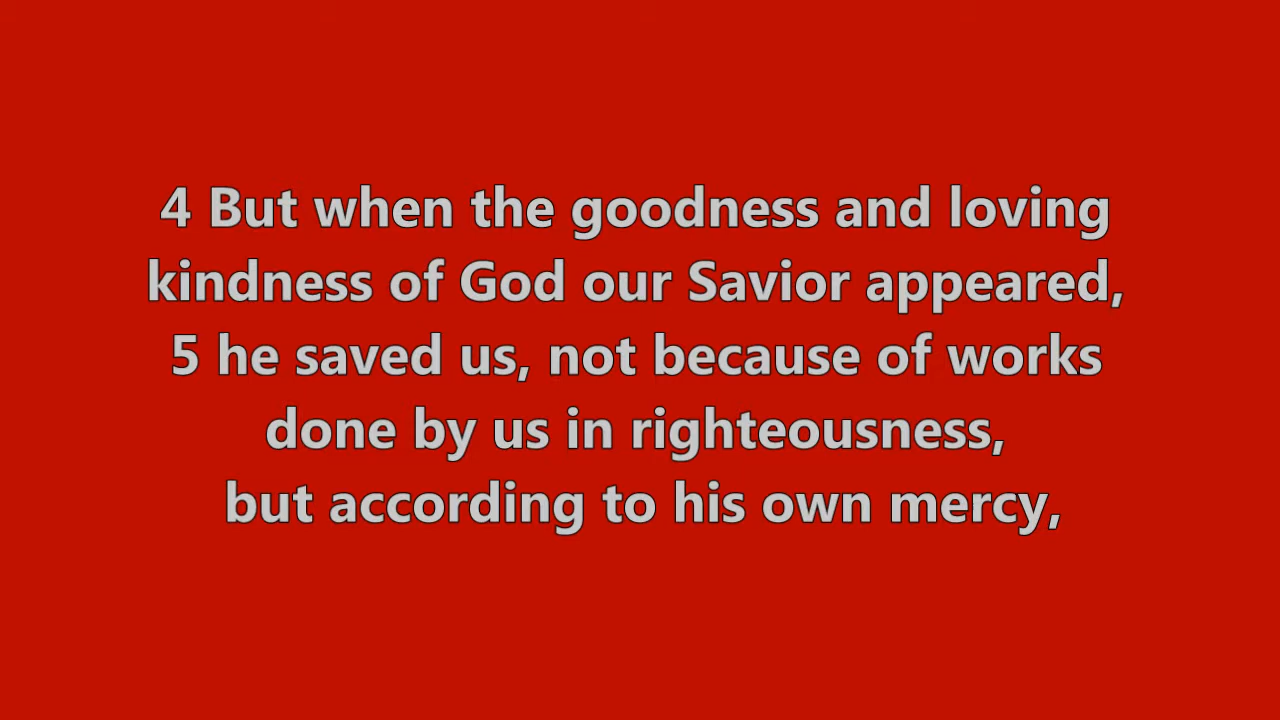 4 But when the goodness and loving
kindness of God our Savior appeared,
5 he saved us, not because of works
done by us in righteousness,
but according to his own mercy,